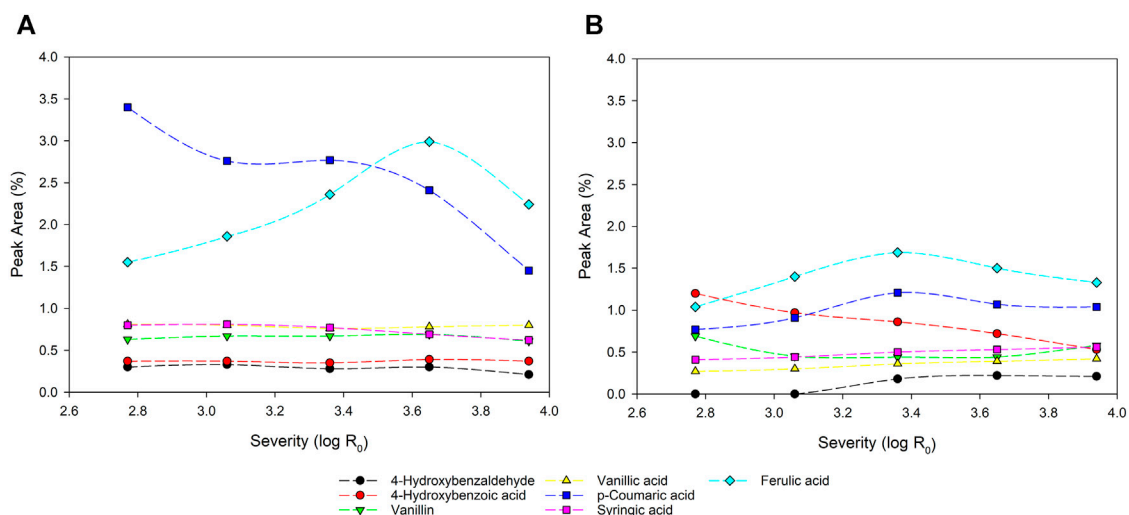 A
B
4.0
3.5
3.0
2.5
2.0
1.5
1.0
0.5
0.0
Peak Area (%)
2.6 2.8 3.0 3.2 3.4 3.6 3.8 4.0
Severity (log R0)
4.0
3.5
3.0
2.5
2.0
1.5
1.0
0.5
0.0
Peak Area (%)
2.6 2.8 3.0 3.2 3.4 3.6 3.8 4.0
Severity (log R0)
4-Hydroxybenzaldehyde
4-Hydroxybenzoic acid
Vanillin
Vanillic acid
p-Coumaric acid
Syringic acid
Ferulic acid